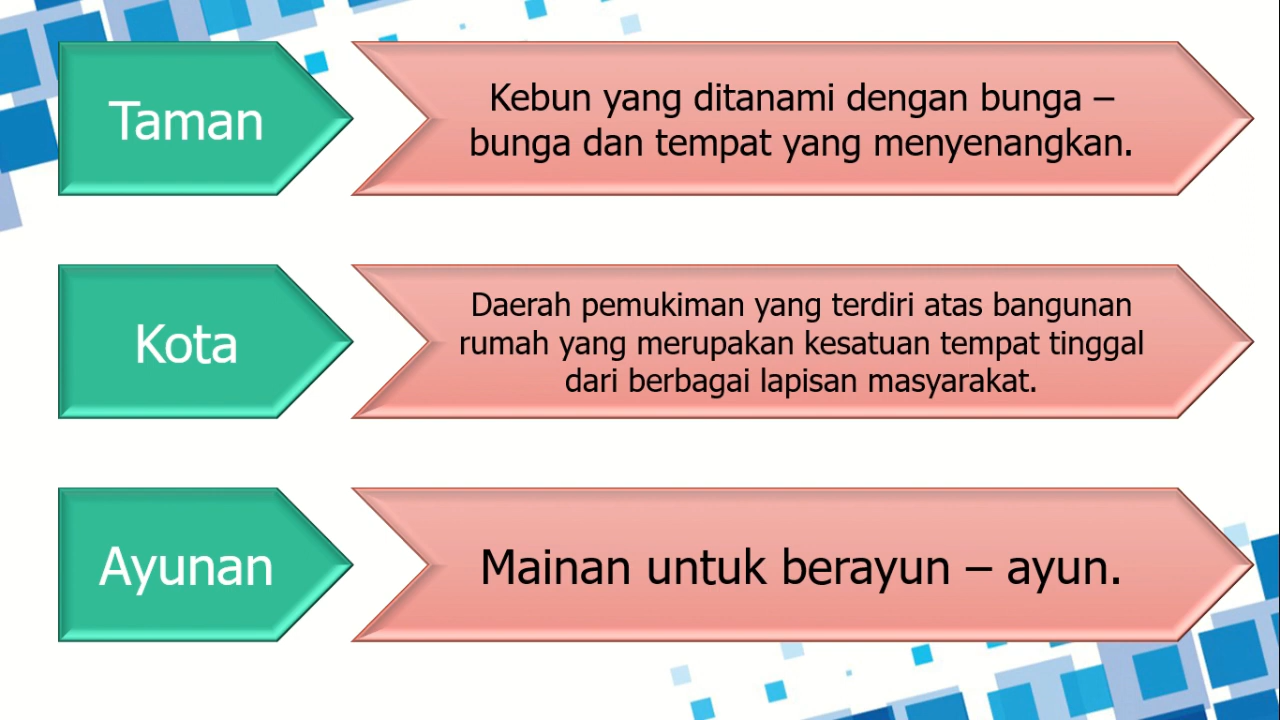 Taman
Kebun yang ditanami dengan bunga –
bunga dan tempat yang menyenangkan.
Kota
Daerah pemukiman yang terdiri atas bangunan
rumah yang merupakan kesatuan tempat tinggal
dari berbagai lapisan masyarakat.
Ayunan
Mainan untuk berayun – ayun.